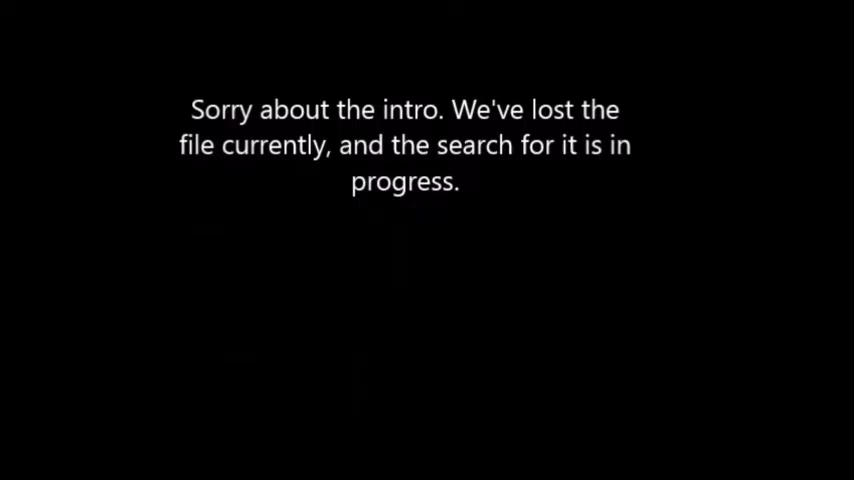 Sorry about the intro. We've lost the
file currently, and the search for it is in
progress.